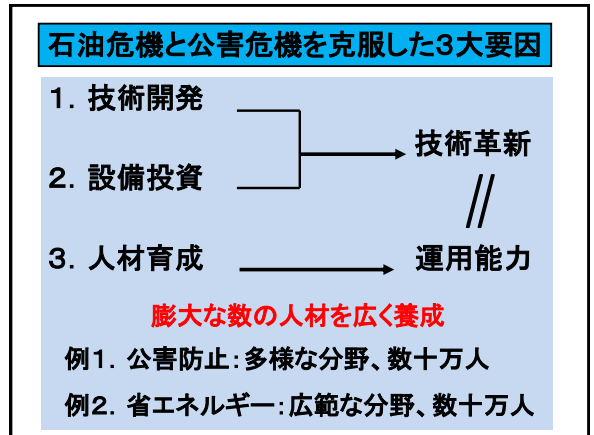 石油危機と公害危機を克服した３大要因
１．技術開発
技術革新
２．設備投資
３．人材育成
運用能力
膨大な数の人材を広く養成
例１．公害防止：多様な分野、数十万人
例２．省エネルギー：広範な分野、数十万人